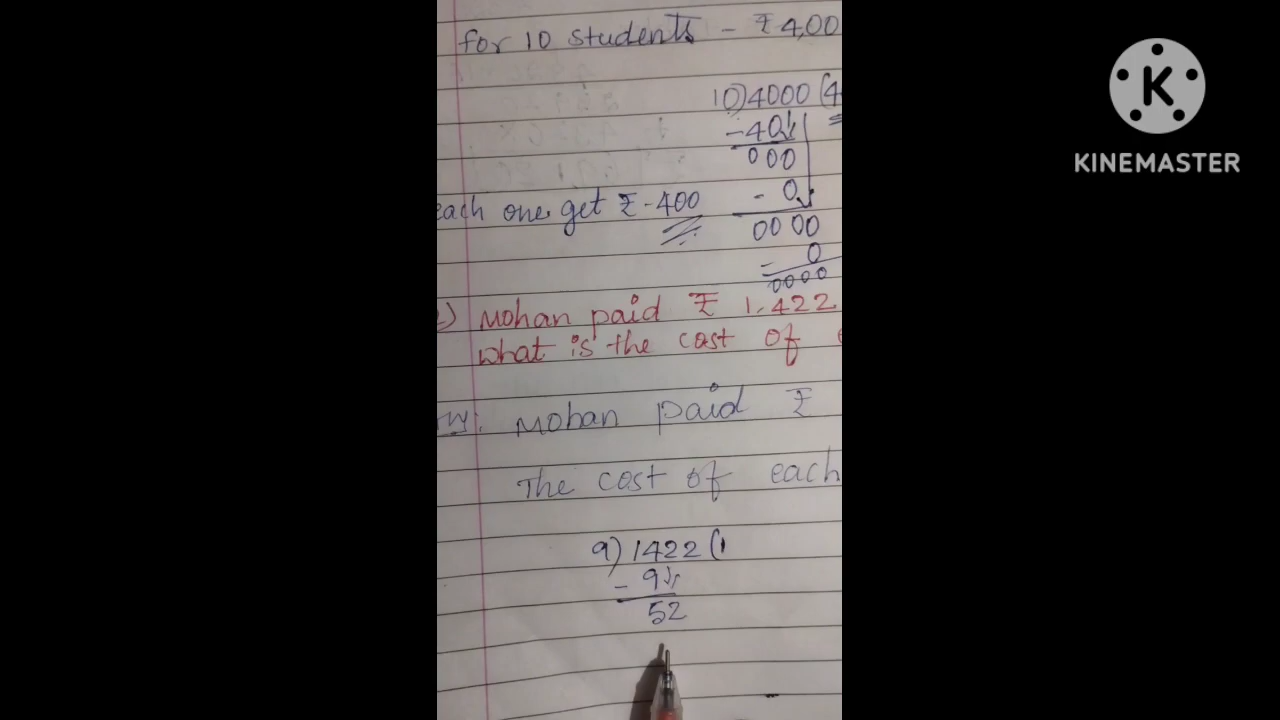 for 10 students - ₹4,00
10)4000(4
-40
000
- 0
each one get ₹-400
0000
- 0
0000
2) Mohan paid ₹ 1,422
what is the cost of
Mohan paid ₹
The cost of each
9)1422(1
- 9
52
K
KINEMASTER